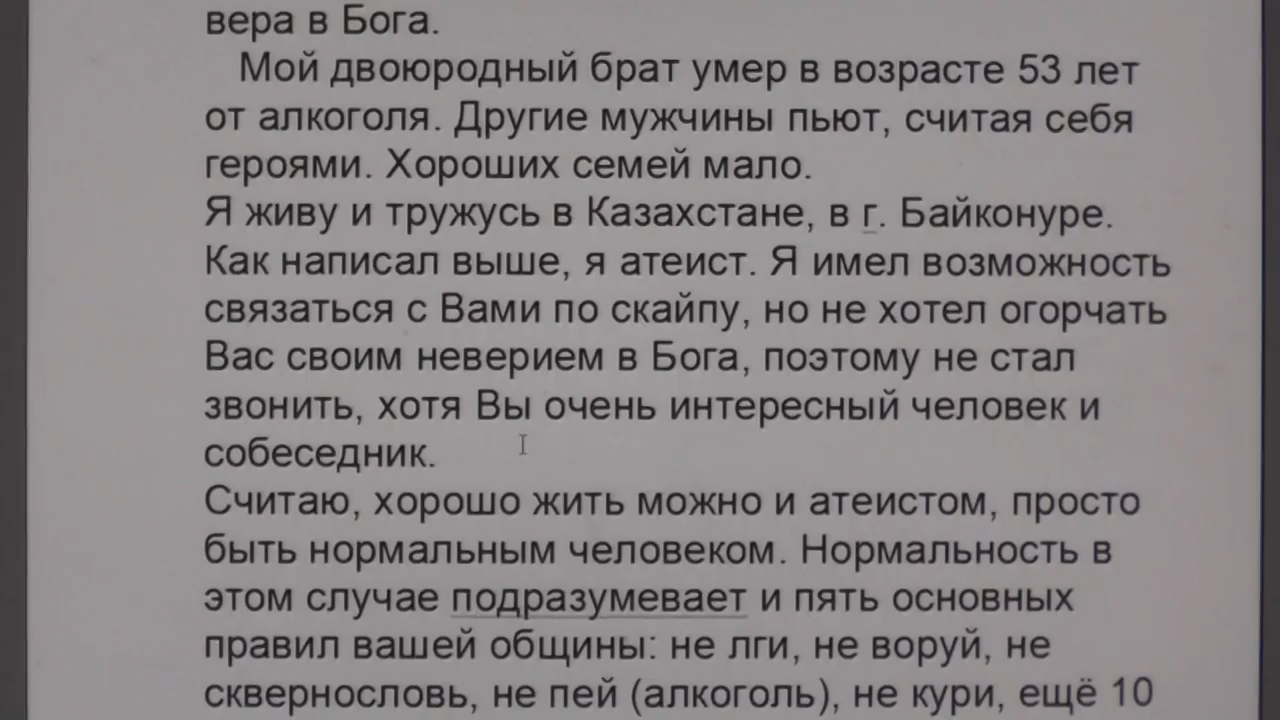 вера в Бога.
Мой двоюродный брат умер в возрасте 53 лет
от алкоголя. Другие мужчины пьют, считая себя
героями. Хороших семей мало.
Я живу и тружусь в Казахстане, в г. Байконуре.
Как написал выше, я атеист. Я имел возможность
связаться с Вами по скайпу, но не хотел огорчать
Вас своим неверием в Бога, поэтому не стал
звонить, хотя Вы очень интересный человек и
собеседник.
Считаю, хорошо жить можно и атеистом, просто
быть нормальным человеком. Нормальность в
этом случае подразумевает и пять основных
правил вашей общины: не лги, не воруй, не
сквернословь, не пей (алкоголь), не кури, ещё 10